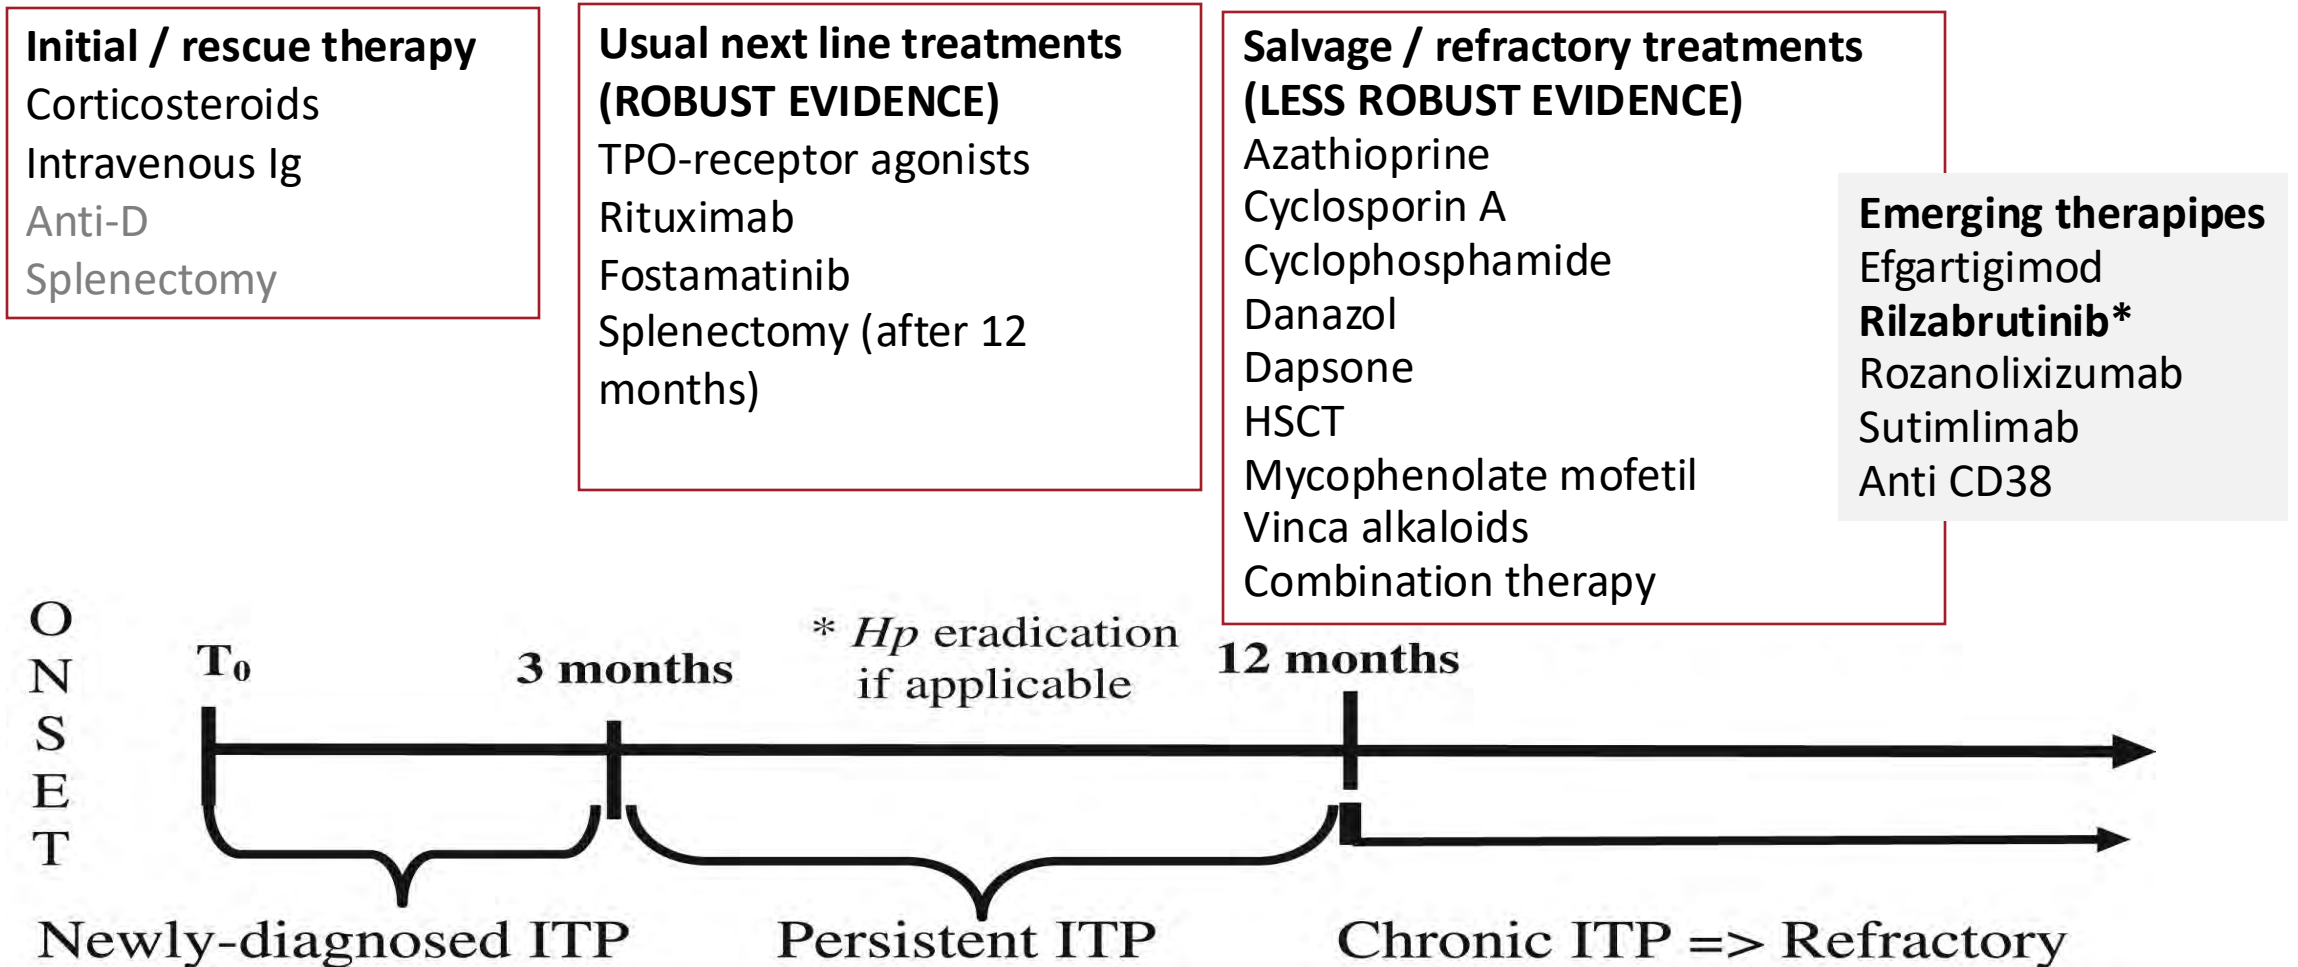 Initial / rescue therapy
Corticosteroids
Intravenous Ig
Anti-D
Splenectomy
Usual next line treatments
(ROBUST EVIDENCE)
TPO-receptor agonists
Rituximab
Fostamatinib
Splenectomy (after 12
months)
Salvage / refractory treatments
(LESS ROBUST EVIDENCE)
Azathioprine
Cyclosporin A
Cyclophosphamide
Danazol
Dapsone
HSCT
Mycophenolate mofetil
Vinca alkaloids
Combination therapy
Emerging therapipes
Efgartigimod
Rilzabrutinib*
Rozanolixizumab
Sutimlimab
Anti CD38
ONSET
T₀
3 months
* Hp eradication
if applicable
12 months
Newly-diagnosed ITP
Persistent ITP
Chronic ITP => Refractory